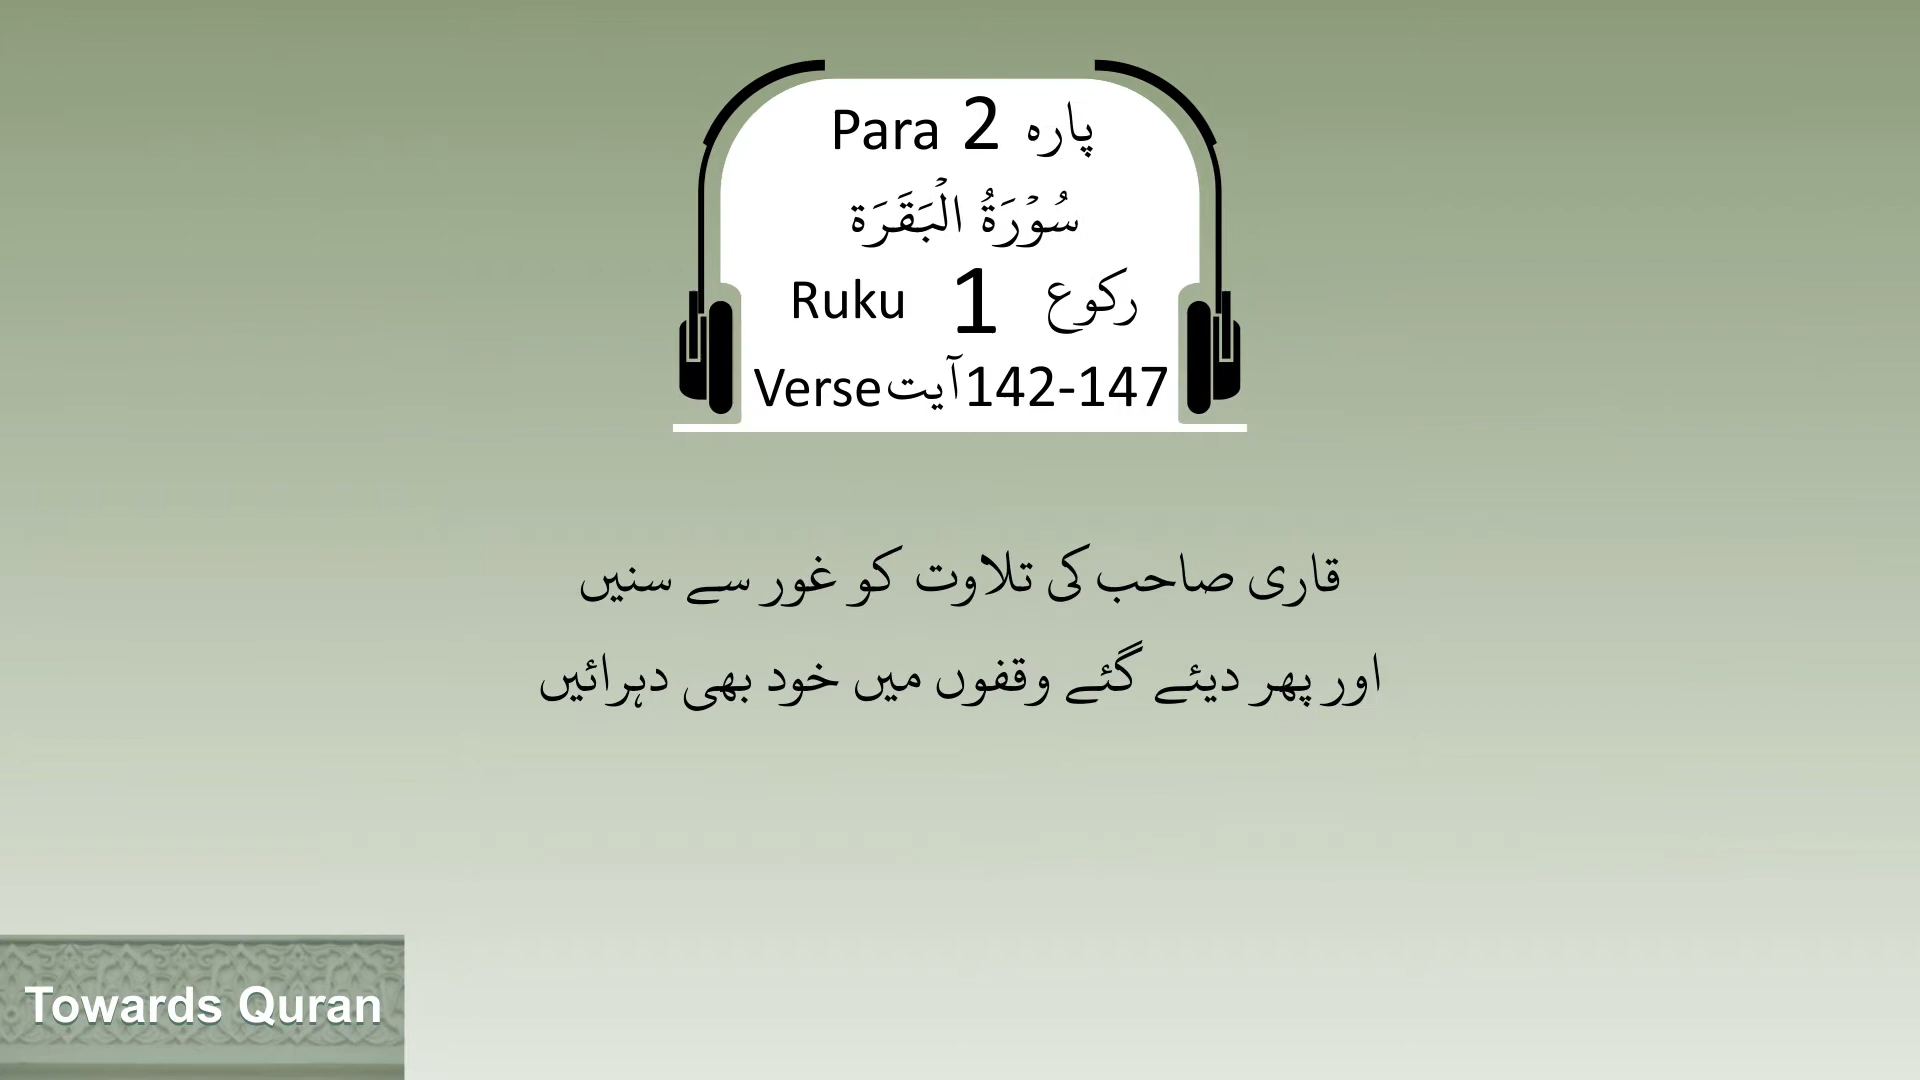 Para 2 پارہ
سُوْرَةُ الْبَقَرَة
Ruku 1 رکوع
Verse آیت 142-147
قاری صاحب کی تلاوت کو غور سے سنیں
اور پھر دیئے گئے وقفوں میں خود بھی دہرائیں
Towards Quran